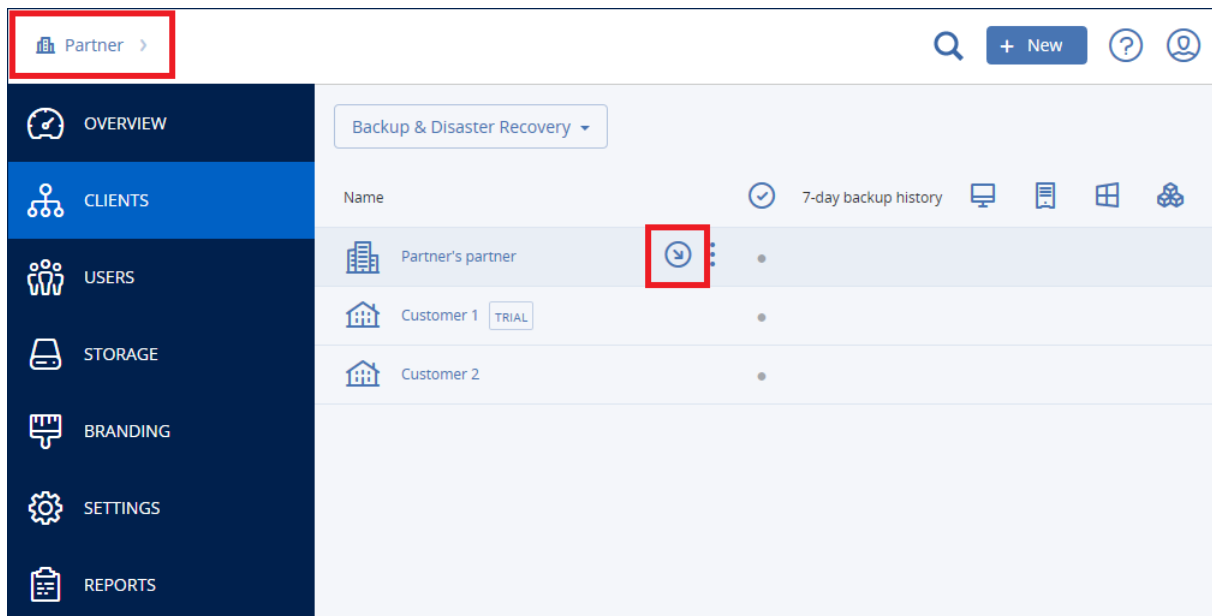 Partner
+ New
OVERVIEW
CLIENTS
USERS
STORAGE
BRANDING
SETTINGS
REPORTS
Backup & Disaster Recovery
Name
7-day backup history
Partner's partner
Customer 1 TRIAL
Customer 2